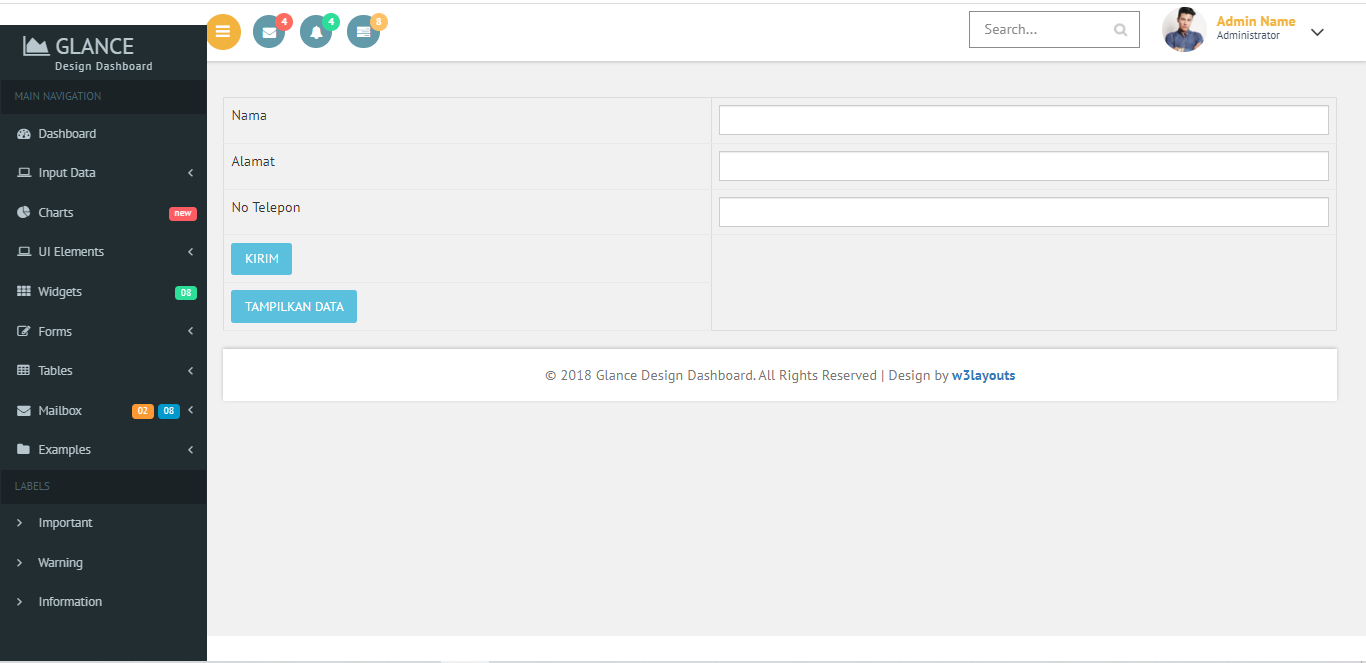 GLANCE
Design Dashboard
4
4
8
Search...
Admin Name
Administrator
MAIN NAVIGATION
Dashboard
Input Data
Charts new
UI Elements
Widgets 08
Forms
Tables
Mailbox 02 08
Examples
LABELS
Important
Warning
Information
Nama
Alamat
No Telepon
KIRIM
TAMPILKAN DATA
© 2018 Glance Design Dashboard. All Rights Reserved | Design by w3layouts